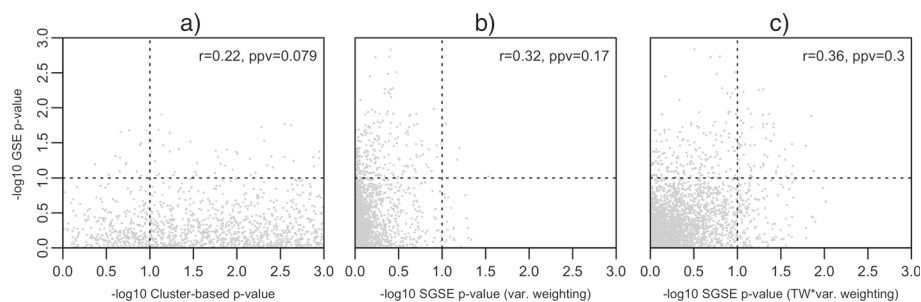 a)
b)
c)
r=0.22, ppv=0.079
r=0.32, ppv=0.17
r=0.36, ppv=0.3
-log10 GSE p-value
3.0
2.5
2.0
1.5
1.0
0.5
0.0
0.0 0.5 1.0 1.5 2.0 2.5 3.0
0.0 0.5 1.0 1.5 2.0 2.5 3.0
0.0 0.5 1.0 1.5 2.0 2.5 3.0
-log10 Cluster-based p-value
-log10 SGSE p-value (var. weighting)
-log10 SGSE p-value (TW*var. weighting)